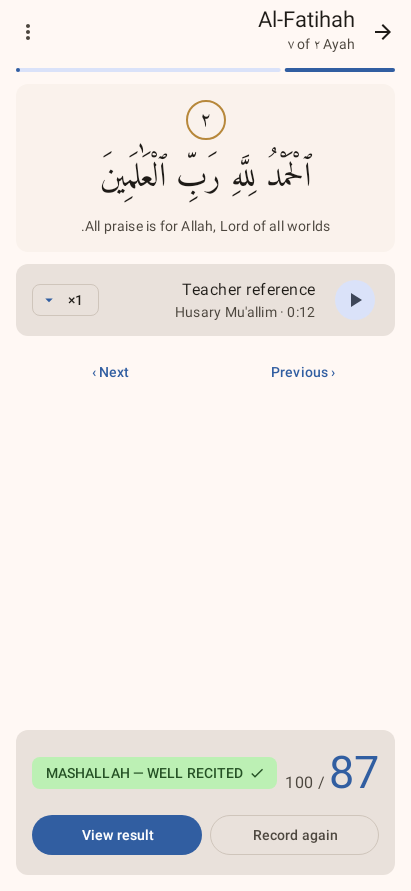 Al-Fatihah
Ayah ٢ of ٧
٢
ٱلْحَمْدُ لِلَّهِ رَبِّ ٱلْعَٰلَمِينَ
All praise is for Allah, Lord of all worlds.
Teacher reference
Husary Mu'allim · 0:12
×1
Previous ›
‹ Next
87 / 100
MASHALLAH — WELL RECITED
View result
Record again